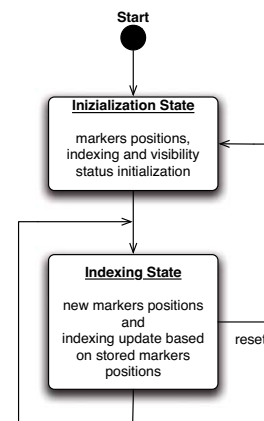 Start
Inizialization State
markers positions,
indexing and visibility
status initialization
Indexing State
new markers positions
and
indexing update based
on stored markers
positions
reset